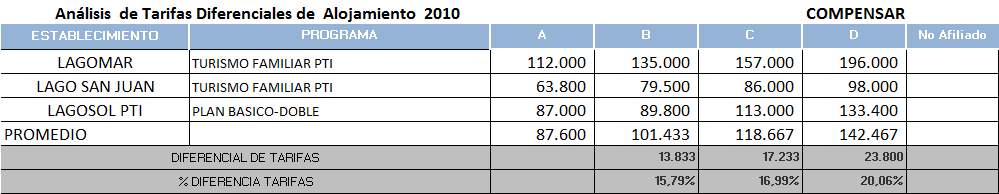 Análisis de Tarifas Diferenciales de Alojamiento 2010 COMPENSAR
ESTABLECIMIENTO PROGRAMA A B C D No Afiliado
LAGOMAR TURISMO FAMILIAR PTI 112.000 135.000 157.000 196.000
LAGO SAN JUAN TURISMO FAMILIAR PTI 63.800 79.500 86.000 98.000
LAGOSOL PTI PLAN BASICO-DOBLE 87.000 89.800 113.000 133.400
PROMEDIO 87.600 101.433 118.667 142.467
DIFERENCIAL DE TARIFAS 13.833 17.233 23.800
% DIFERENCIA TARIFAS 15,79% 16,99% 20,06%